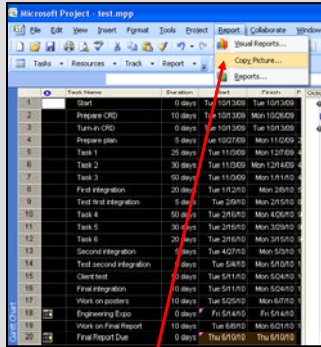 Microsoft Project - test.mpp
File Edit View Insert Format Tools Project Report Collaborate Window
Visual Reports...
Tasks Resources Track Report
Copy Picture...
Reports...
Task Name Duration Start Finish
1 Start 0 days Tue 10/13/09 Tue 10/13/09
2 Prepare CRD 10 days Tue 10/13/09 Mon 10/26/09
3 Turn-in CRD 0 days Tue 10/13/09 Tue 10/13/09
4 Prepare plan 5 days Tue 10/27/09 Mon 11/2/09
5 Task 1 25 days Tue 11/3/09 Mon 12/7/09
6 Task 2 30 days Tue 11/3/09 Mon 12/14/09
7 Task 3 50 days Tue 11/3/09 Mon 1/11/10
8 First integration 20 days Tue 1/12/10 Mon 2/8/10
9 Test first integration 5 days Tue 2/9/10 Mon 2/15/10
10 Task 4 50 days Tue 2/16/10 Mon 4/26/10
11 Task 5 30 days Tue 2/16/10 Mon 3/29/10
12 Task 6 20 days Tue 2/16/10 Mon 3/15/10
13 Second integration 5 days Tue 4/27/10 Mon 5/3/10
14 Test second integration 5 days Tue 5/4/10 Mon 5/10/10
15 Client test 10 days Tue 5/11/10 Mon 5/24/10
16 Final integration 10 days Tue 5/11/10 Mon 5/24/10
17 Work on posters 10 days Tue 5/25/10 Mon 6/7/10
18 Engineering Expo 0 days Fri 5/14/10 Fri 5/14/10
19 Work on Final Report 10 days Tue 6/8/10 Mon 6/21/10
20 Final Report Due 0 days Thu 6/10/10 Thu 6/10/10
Gantt Chart